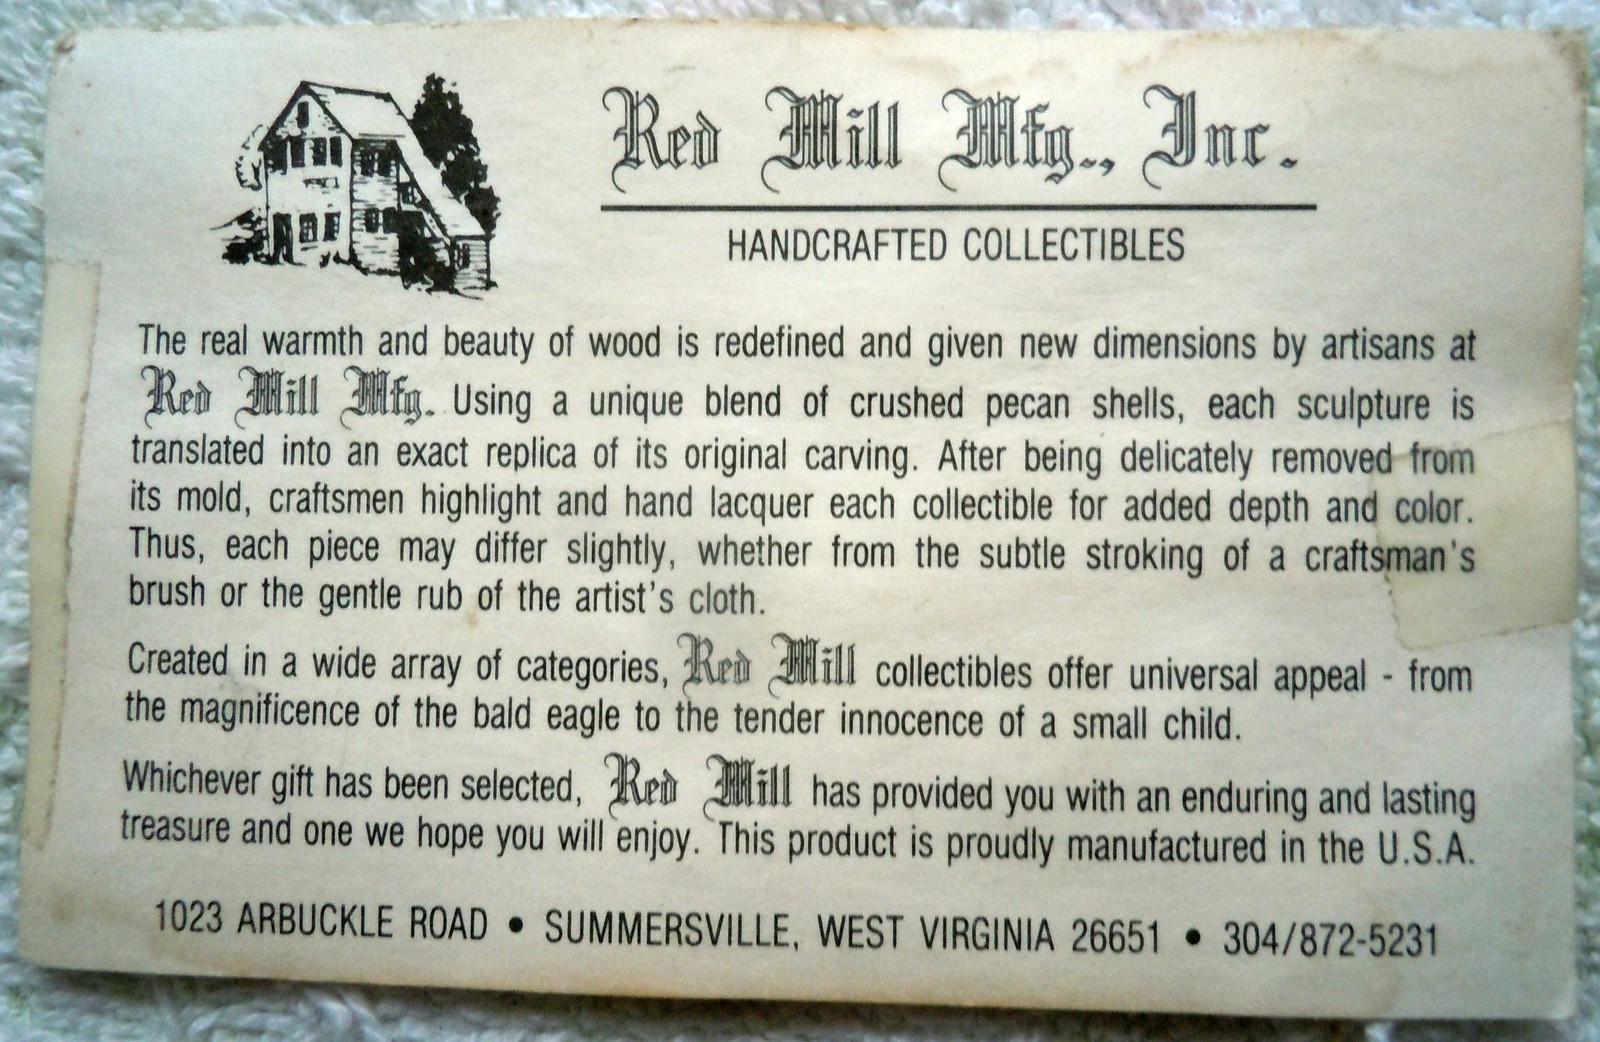 Red Mill Mfg., Inc.
HANDCRAFTED COLLECTIBLES
The real warmth and beauty of wood is redefined and given new dimensions by artisans at
Red Mill Mfg. Using a unique blend of crushed pecan shells, each sculpture is
translated into an exact replica of its original carving. After being delicately removed from
its mold, craftsmen highlight and hand lacquer each collectible for added depth and color.
Thus, each piece may differ slightly, whether from the subtle stroking of a craftsman's
brush or the gentle rub of the artist's cloth.
Created in a wide array of categories, Red Mill collectibles offer universal appeal - from
the magnificence of the bald eagle to the tender innocence of a small child.
Whichever gift has been selected, Red Mill has provided you with an enduring and lasting
treasure and one we hope you will enjoy. This product is proudly manufactured in the U.S.A.
1023 ARBUCKLE ROAD • SUMMERSVILLE, WEST VIRGINIA 26651 • 304/872-5231